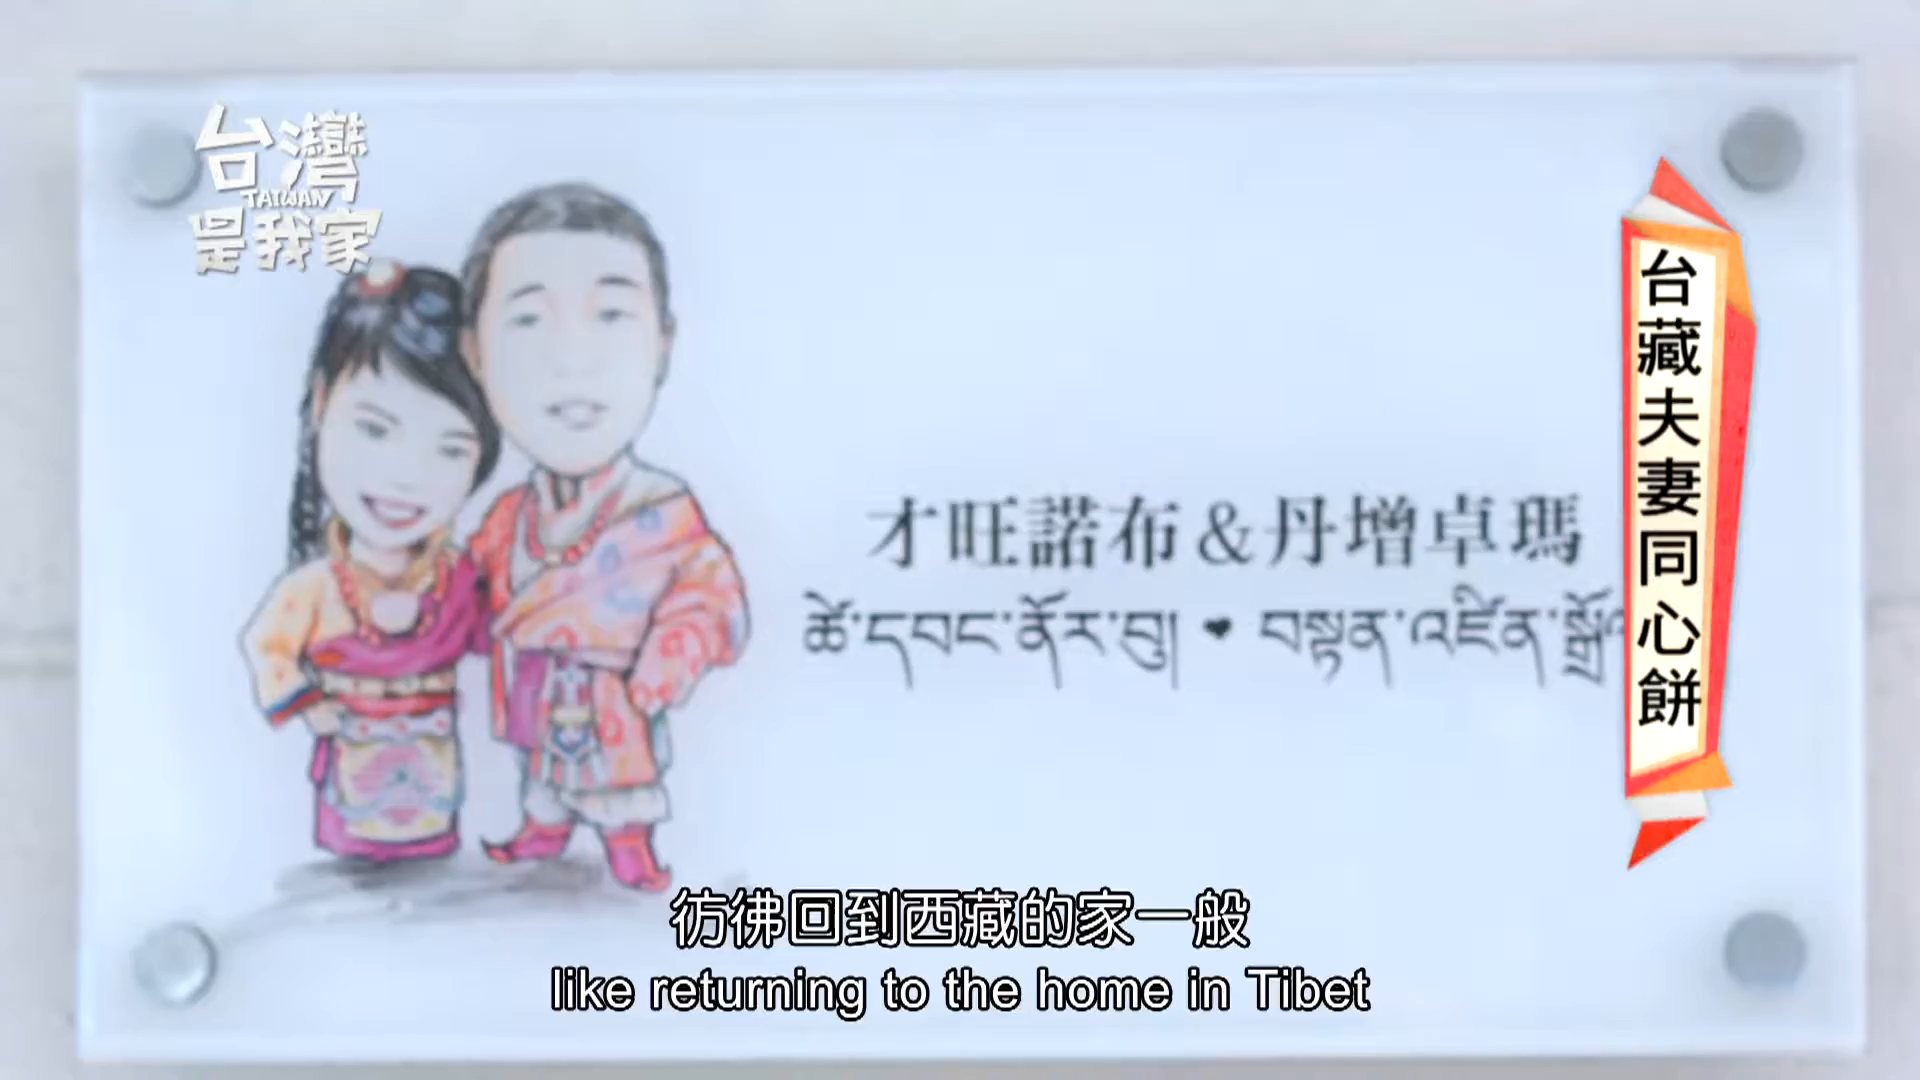 台灣
TAIWAN
是我家
台藏夫妻同心餅
才旺諾布&丹增卓瑪
ཚེ་དབང་ནོར་བུ། ♥ བསྟན་འཛིན་
彷彿回到西藏的家一般
like returning to the home in Tibet